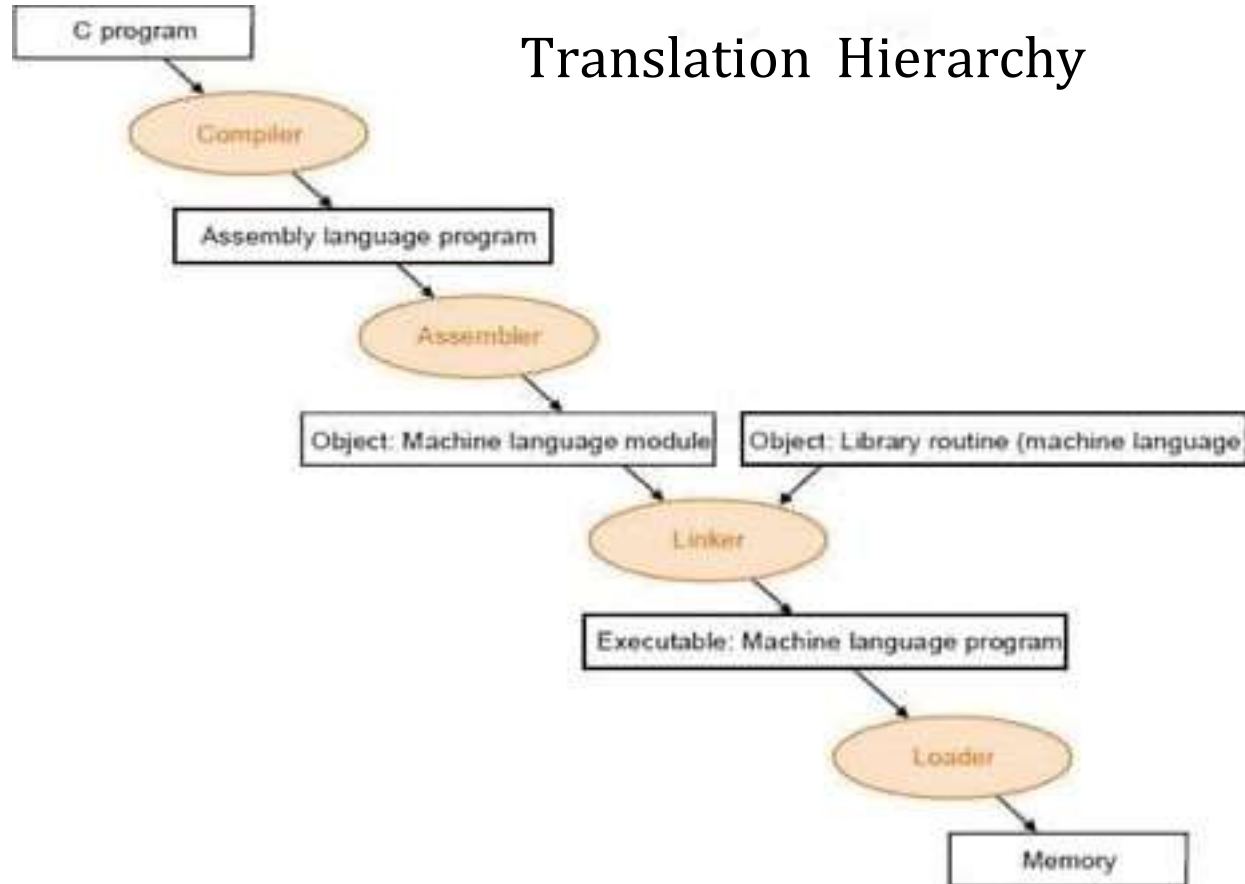 Translation Hierarchy
C program
Compiler
Assembly language program
Assembler
Object: Machine language module
Object: Library routine (machine language)
Linker
Executable: Machine language program
Loader
Memory